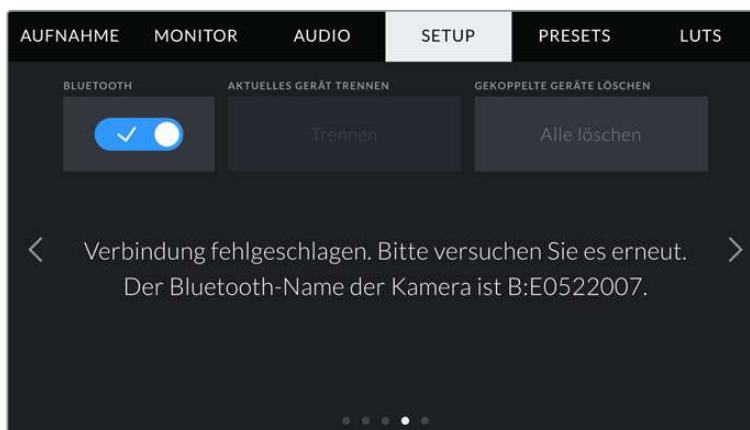 AUFNAHME MONITOR AUDIO SETUP PRESETS LUTS
BLUETOOTH AKTUELLES GERÄT TRENNEN GEKOPPELTE GERÄTE LÖSCHEN
Trennen Alle löschen
Verbindung fehlgeschlagen. Bitte versuchen Sie es erneut.
Der Bluetooth-Name der Kamera ist B:E0522007.